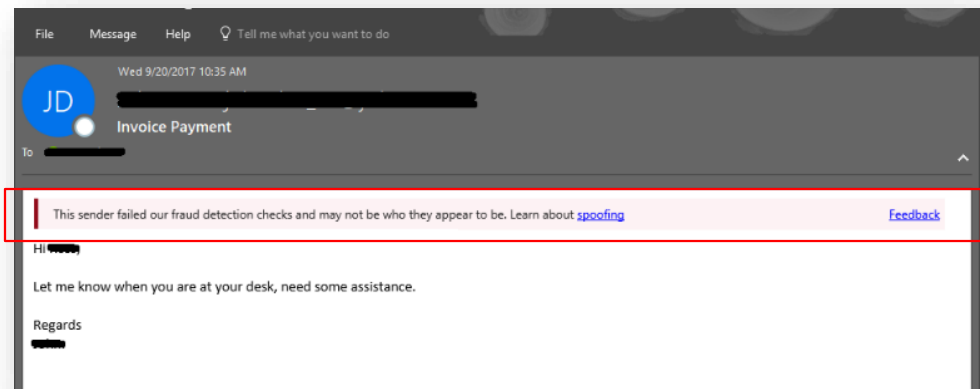 File Message Help Tell me what you want to do
Wed 9/20/2017 10:35 AM
JD
Invoice Payment
To
This sender failed our fraud detection checks and may not be who they appear to be. Learn about spoofing Feedback
Hi
Let me know when you are at your desk, need some assistance.
Regards